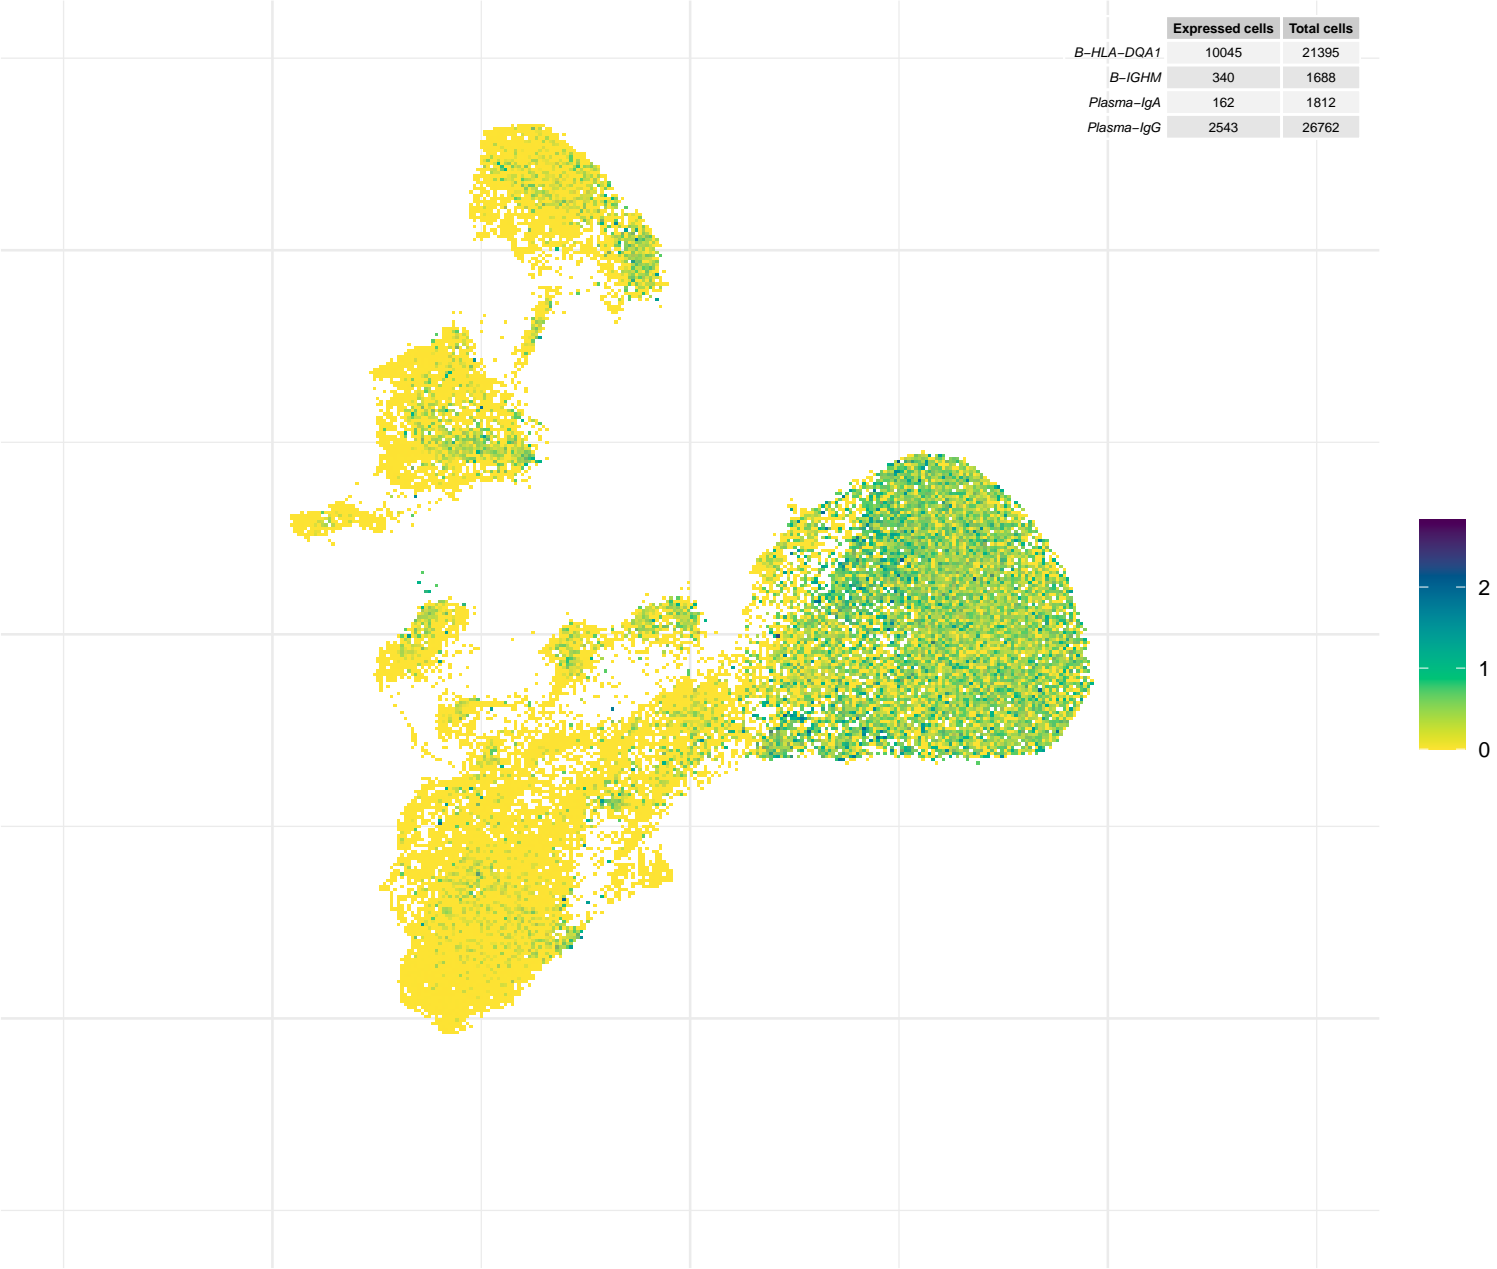 Expressed cells Total cells
B−HLA−DQA1 10045 21395
B−IGHM 340 1688
Plasma−IgA 162 1812
Plasma−IgG 2543 26762
2
1
0